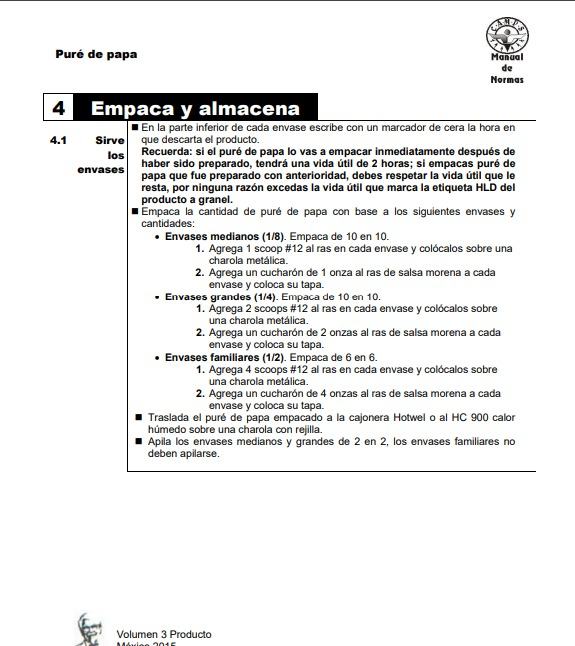 Puré de papa
C.A.M.P.S
Manual
de
Normas
4 Empaca y almacena
4.1 Sirve
los
envases
■ En la parte inferior de cada envase escribe con un marcador de cera la hora en
que descarta el producto.
Recuerda: si el puré de papa lo vas a empacar inmediatamente después de
haber sido preparado, tendrá una vida útil de 2 horas; si empacas puré de
papa que fue preparado con anterioridad, debes respetar la vida útil que le
resta, por ninguna razón excedas la vida útil que marca la etiqueta HLD del
producto a granel.
■ Empaca la cantidad de puré de papa con base a los siguientes envases y
cantidades:
• Envases medianos (1/8). Empaca de 10 en 10.
1. Agrega 1 scoop #12 al ras en cada envase y colócalos sobre una
charola metálica.
2. Agrega un cucharón de 1 onza al ras de salsa morena a cada
envase y coloca su tapa.
• Envases grandes (1/4). Empaca de 10 en 10.
1. Agrega 2 scoops #12 al ras en cada envase y colócalos sobre
una charola metálica.
2. Agrega un cucharón de 2 onzas al ras de salsa morena a cada
envase y coloca su tapa.
• Envases familiares (1/2). Empaca de 6 en 6.
1. Agrega 4 scoops #12 al ras en cada envase y colócalos sobre
una charola metálica.
2. Agrega un cucharón de 4 onzas al ras de salsa morena a cada
envase y coloca su tapa.
■ Traslada el puré de papa empacado a la cajonera Hotwel o al HC 900 calor
húmedo sobre una charola con rejilla.
■ Apila los envases medianos y grandes de 2 en 2, los envases familiares no
deben apilarse.
Volumen 3 Producto
México 2015